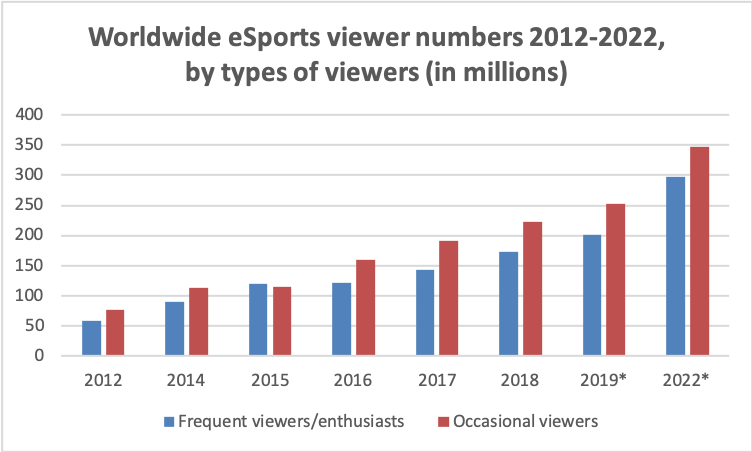 Worldwide eSports viewer numbers 2012-2022,
by types of viewers (in millions)
400
350
300
250
200
150
100
50
0
2012 2014 2015 2016 2017 2018 2019* 2022*
Frequent viewers/enthusiasts Occasional viewers